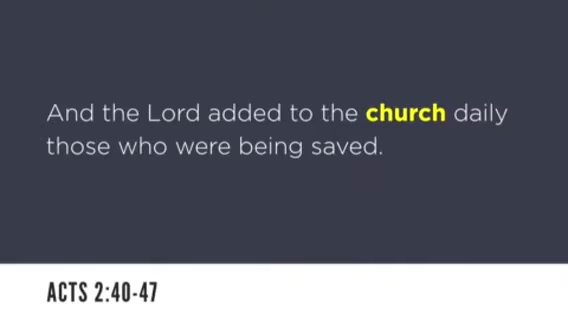 And the Lord added to the church daily
those who were being saved.
ACTS 2:40-47